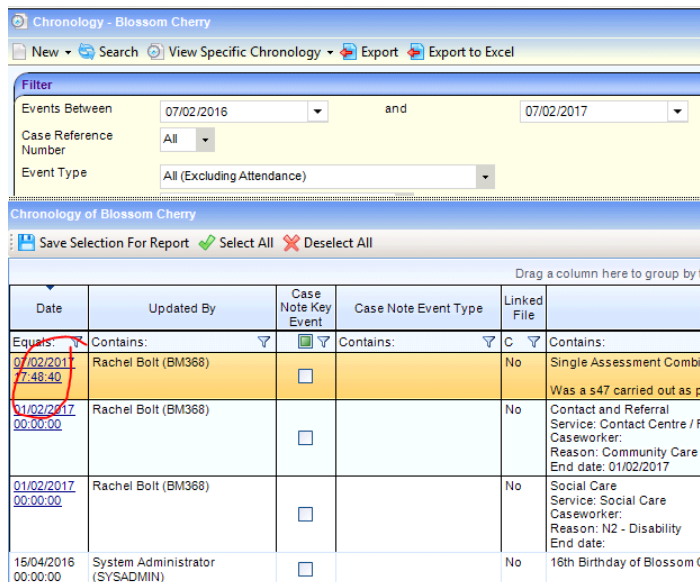 Chronology - Blossom Cherry
New Search View Specific Chronology Export Export to Excel
Filter
Events Between 07/02/2016 and 07/02/2017
Case Reference
Number
All
Event Type All (Excluding Attendance)
Chronology of Blossom Cherry
Save Selection For Report Select All Deselect All
Drag a column here to group by
Date Updated By Case Note Key Event Case Note Event Type Linked File
Equals: Contains: Contains: C Contains:
07/02/2017 Rachel Bolt (BM368) No Single Assessment Combi
17:48:40
Was a s47 carried out as p
01/02/2017 Rachel Bolt (BM368) No Contact and Referral
00:00:00 Service: Contact Centre /
Caseworker:
Reason: Community Care
End date: 01/02/2017
01/02/2017 Rachel Bolt (BM368) No Social Care
00:00:00 Service: Social Care
Caseworker:
Reason: N2 - Disability
End date:
15/04/2016 System Administrator No 16th Birthday of Blossom
00:00:00 (SYSADMIN)